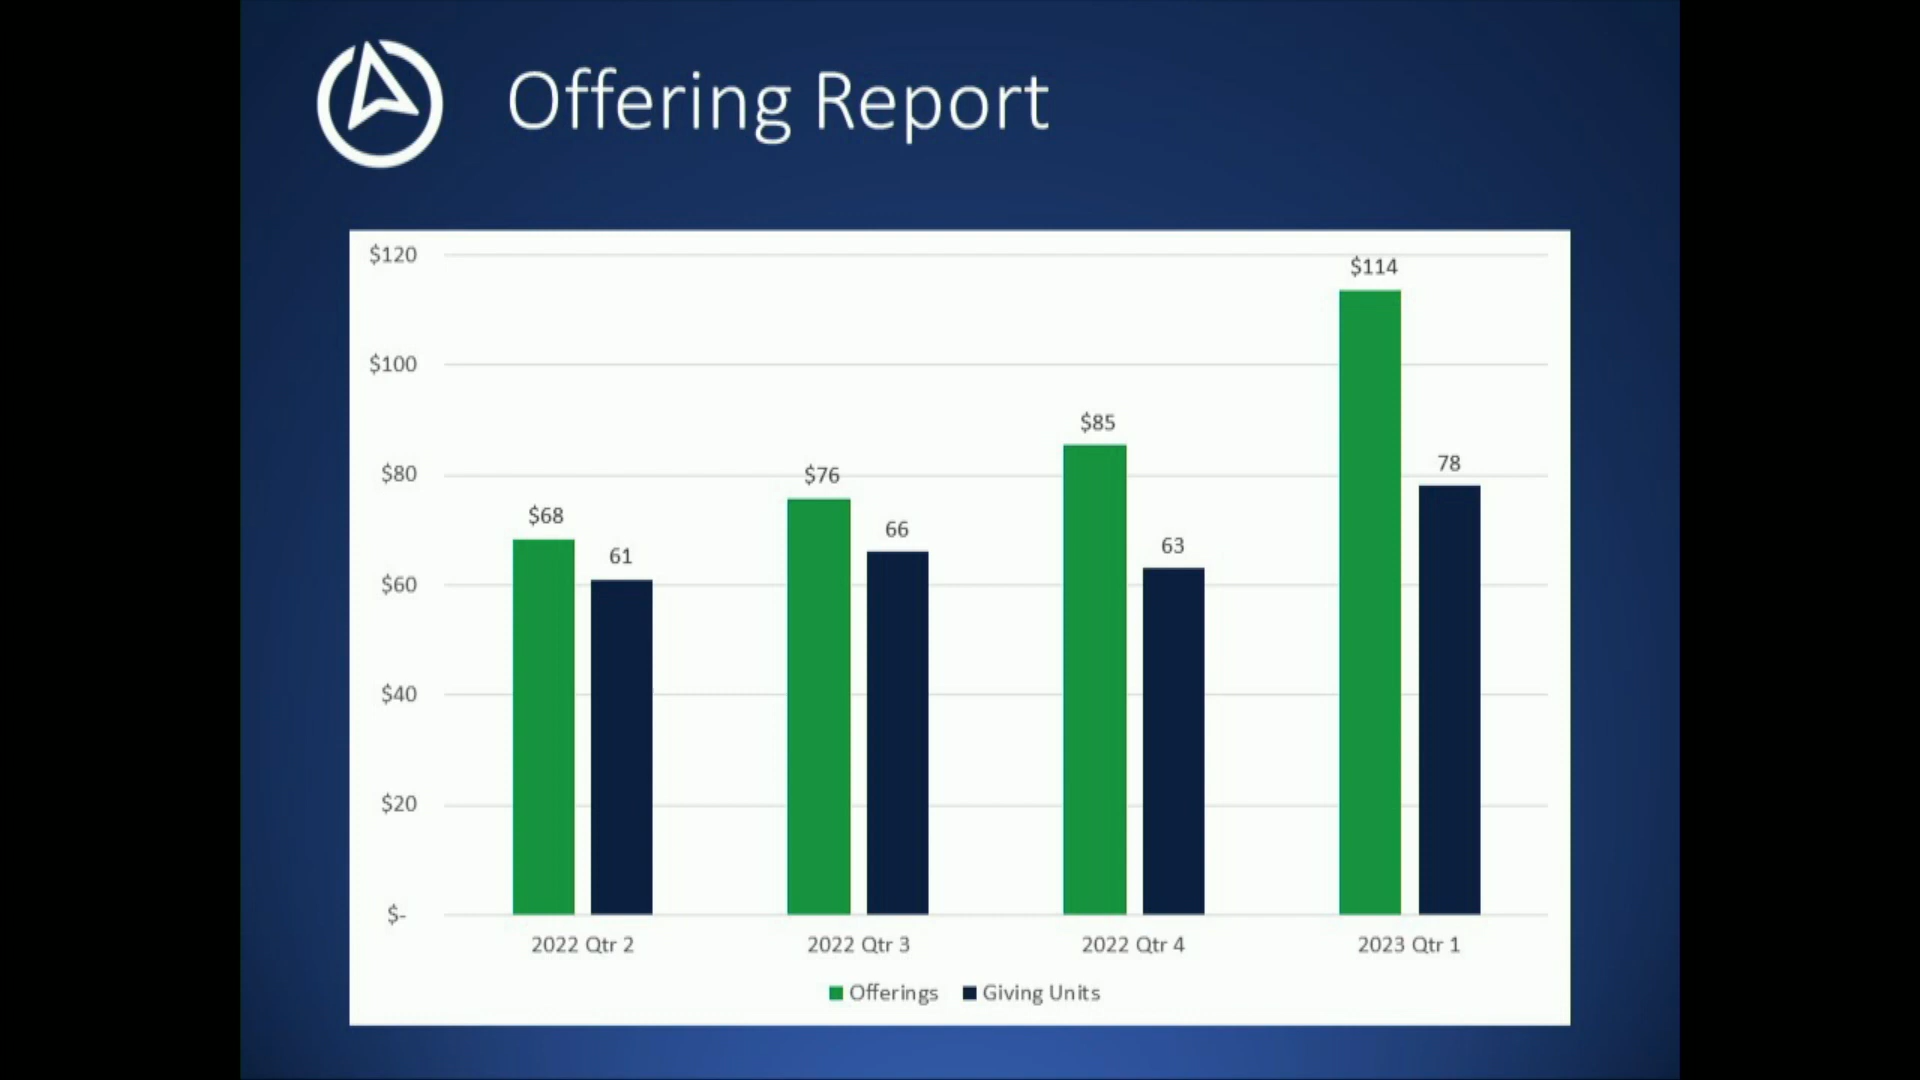 Offering Report
$120
$100
$80
$60
$40
$20
$-
$68
61
$76
66
$85
63
$114
78
2022 Qtr 2
2022 Qtr 3
2022 Qtr 4
2023 Qtr 1
Offerings
Giving Units